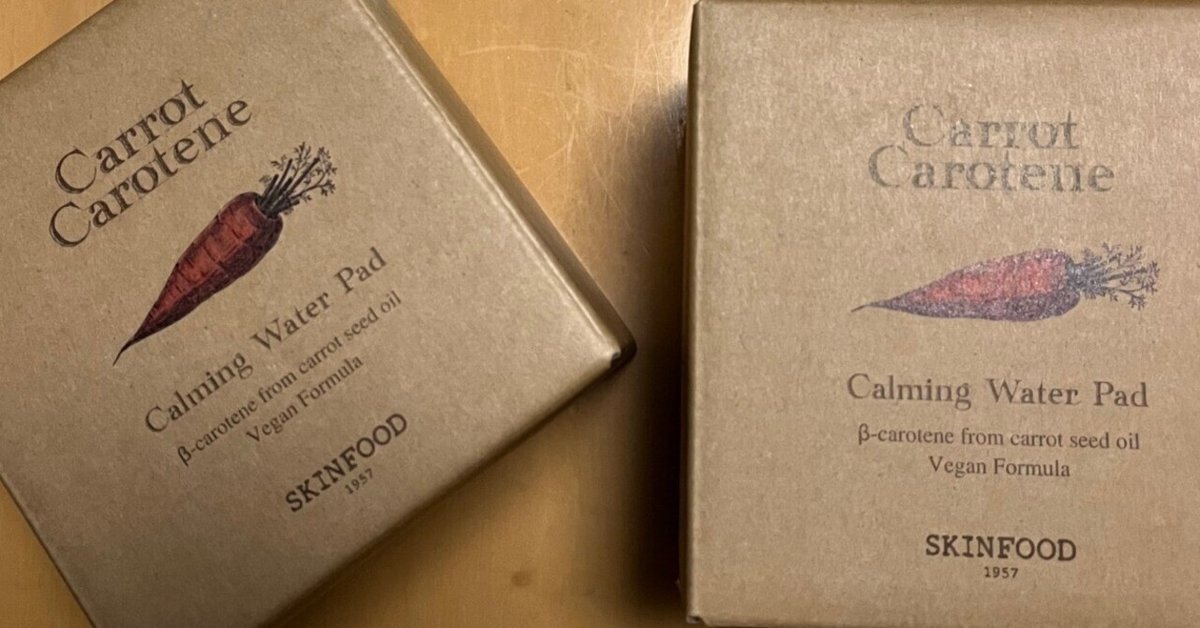 Carrot
Carotene
Calming Water Pad
β-carotene from carrot seed oil
Vegan Formula
SKINFOOD
1957
Carrot
Carotene
Calming Water Pad
β-carotene from carrot seed oil
Vegan Formula
SKINFOOD
1957